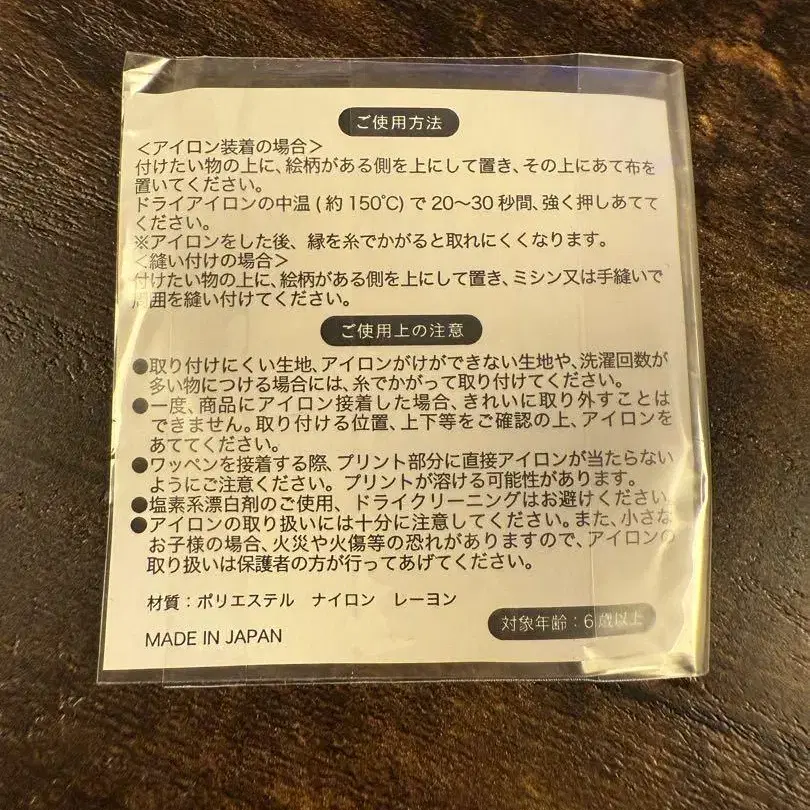 ご使用方法
<アイロン装着の場合>
付けたい物の上に、絵柄がある側を上にして置き、その上にあて布を
置いてください。
ドライアイロンの中温(約150℃)で20〜30秒間、強く押しあてて
ください。
※アイロンをした後、縁を糸でかがると取れにくくなります。
<縫い付けの場合>
付けたい物の上に、絵柄がある側を上にして置き、ミシン又は手縫いで
周囲を縫い付けてください。
ご使用上の注意
●取り付けにくい生地、アイロンがけができない生地や、洗濯回数が
多い物につける場合には、糸でかがって取り付けてください。
●一度、商品にアイロン接着した場合、きれいに取り外すことは
できません。取り付ける位置、上下等をご確認の上、アイロンを
あててください。
●ワッペンを接着する際、プリント部分に直接アイロンが当たらない
ようにご注意ください。プリントが溶ける可能性があります。
●塩素系漂白剤のご使用、ドライクリーニングはお避けください。
●アイロンの取り扱いには十分に注意してください。また、小さな
お子様の場合、火災や火傷等の恐れがありますので、アイロンの
取り扱いは保護者の方が行ってあげてください。
材質：ポリエステル ナイロン レーヨン
対象年齢：6歳以上
MADE IN JAPAN